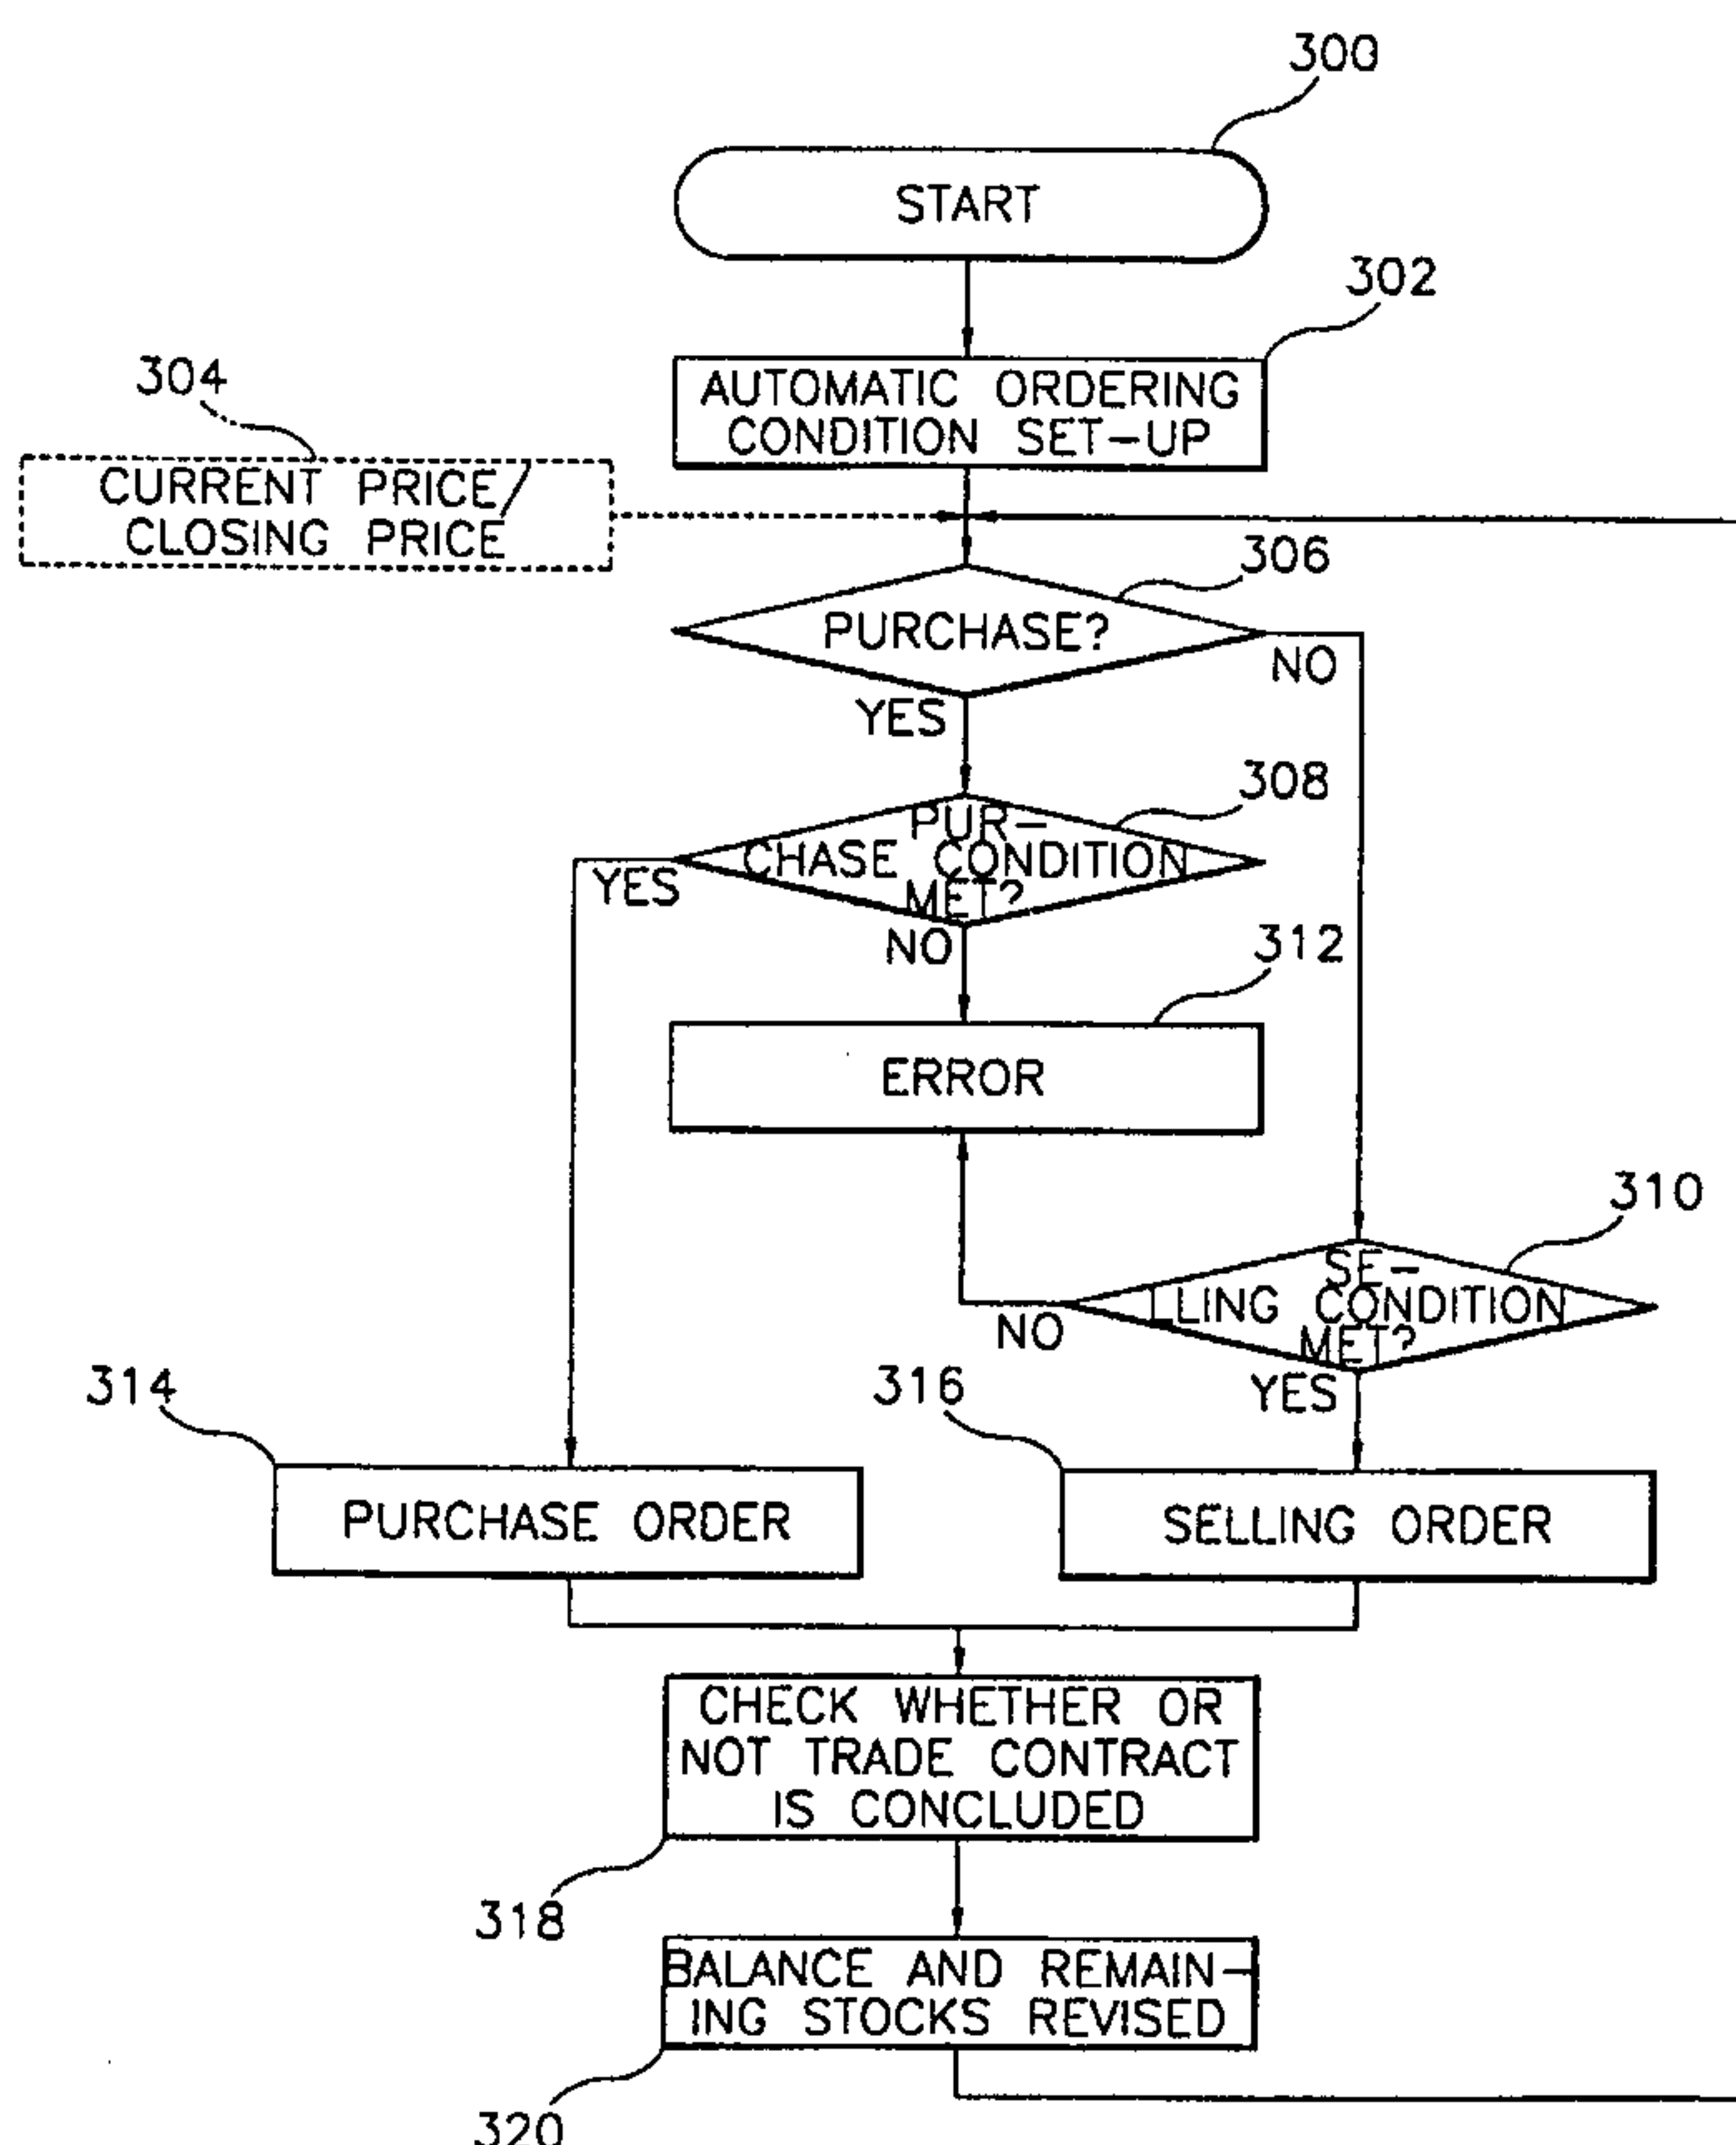 300
START
302
AUTOMATIC ORDERING
CONDITION SET-UP
304
CURRENT PRICE/
CLOSING PRICE
306
PURCHASE?
NO
YES
308
PUR-
CHASE CONDITION
MET?
YES
NO
312
ERROR
310
SE-
LLING CONDITION
MET?
NO
YES
314
316
PURCHASE ORDER
SELLING ORDER
CHECK WHETHER OR
NOT TRADE CONTRACT
IS CONCLUDED
318
BALANCE AND REMAIN-
ING STOCKS REVISED
320